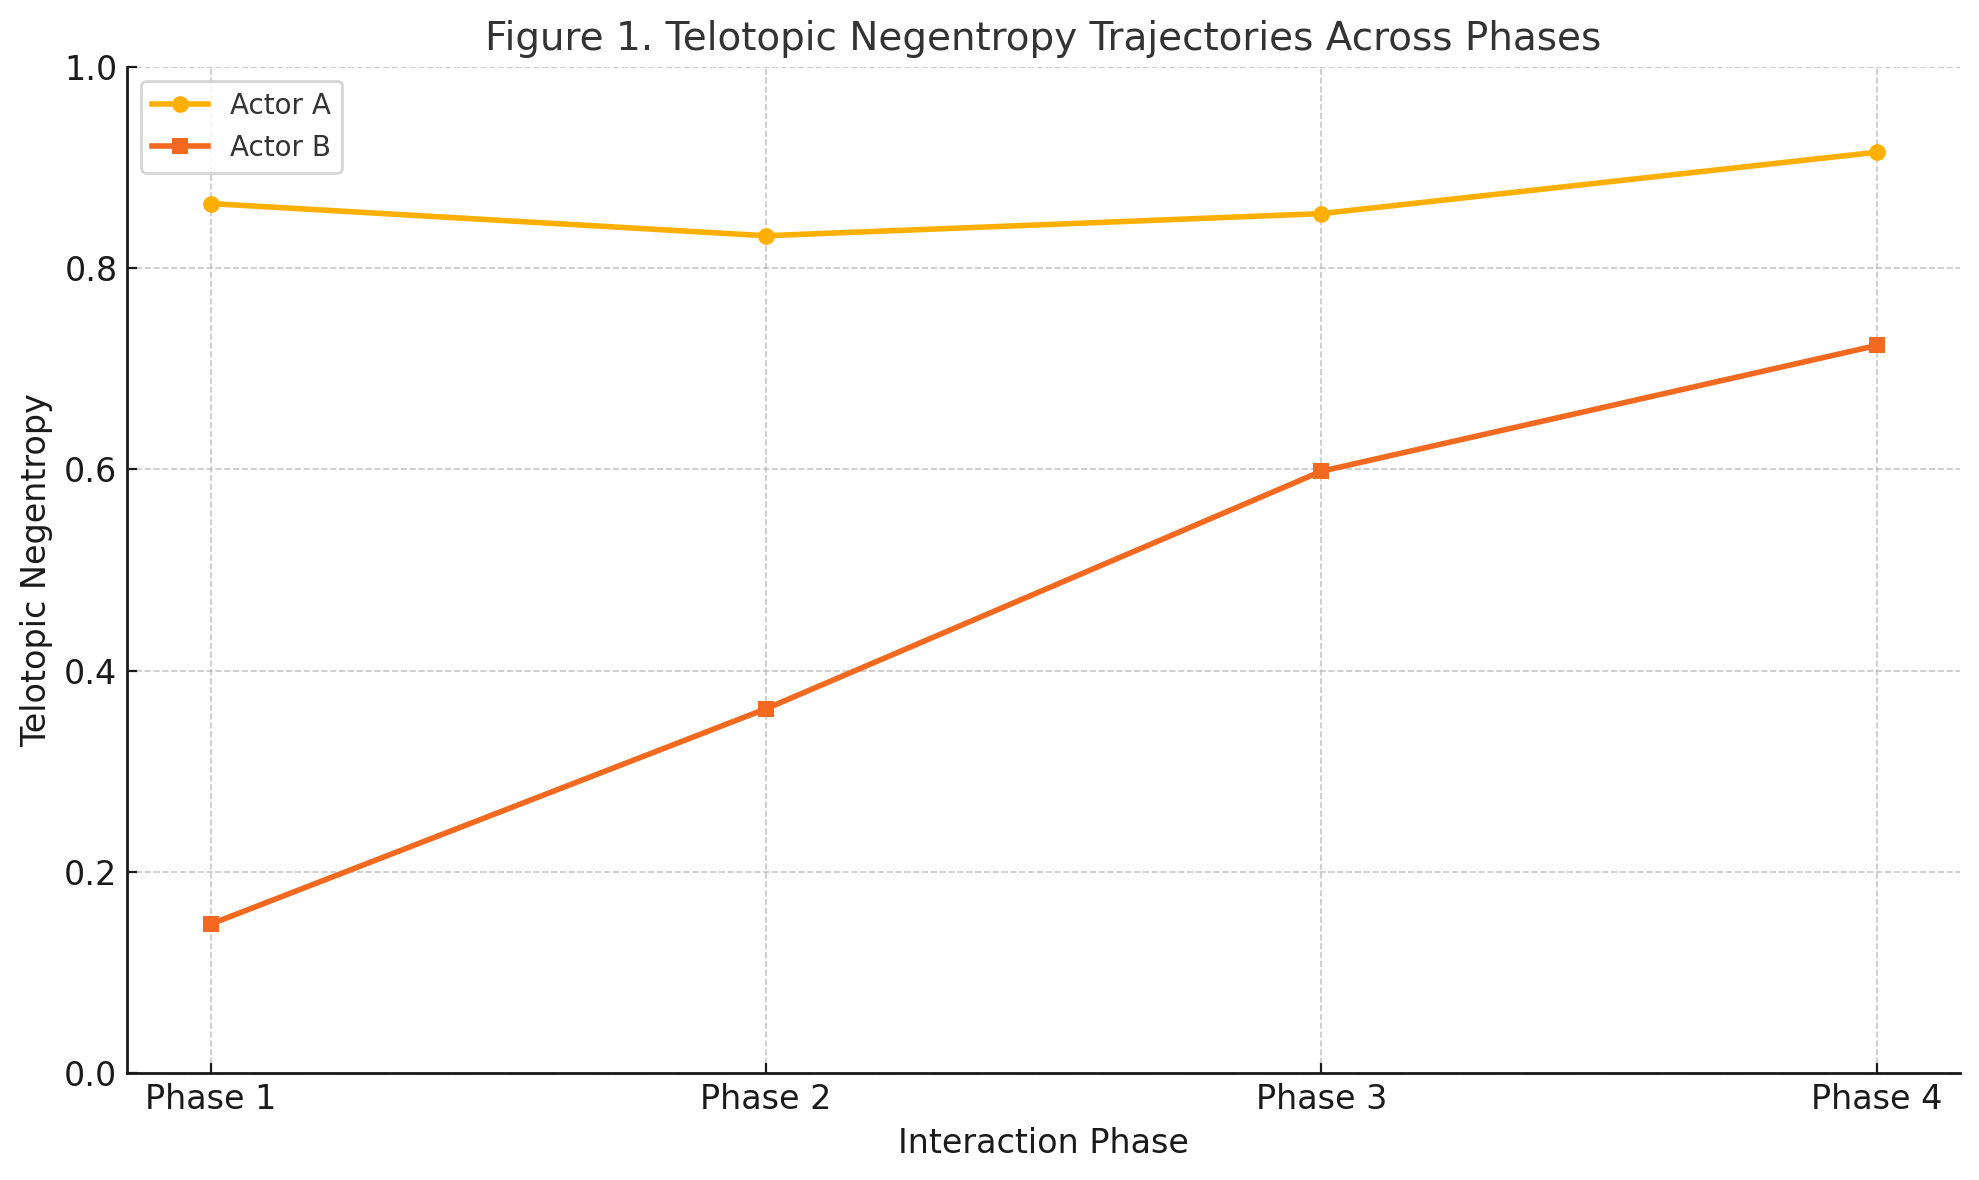 Figure 1. Telotopic Negentropy Trajectories Across Phases
1.0
Actor A
Actor B
0.8
0.6
0.4
0.2
0.0
Telotopic Negentropy
Phase 1 Phase 2 Phase 3 Phase 4
Interaction Phase